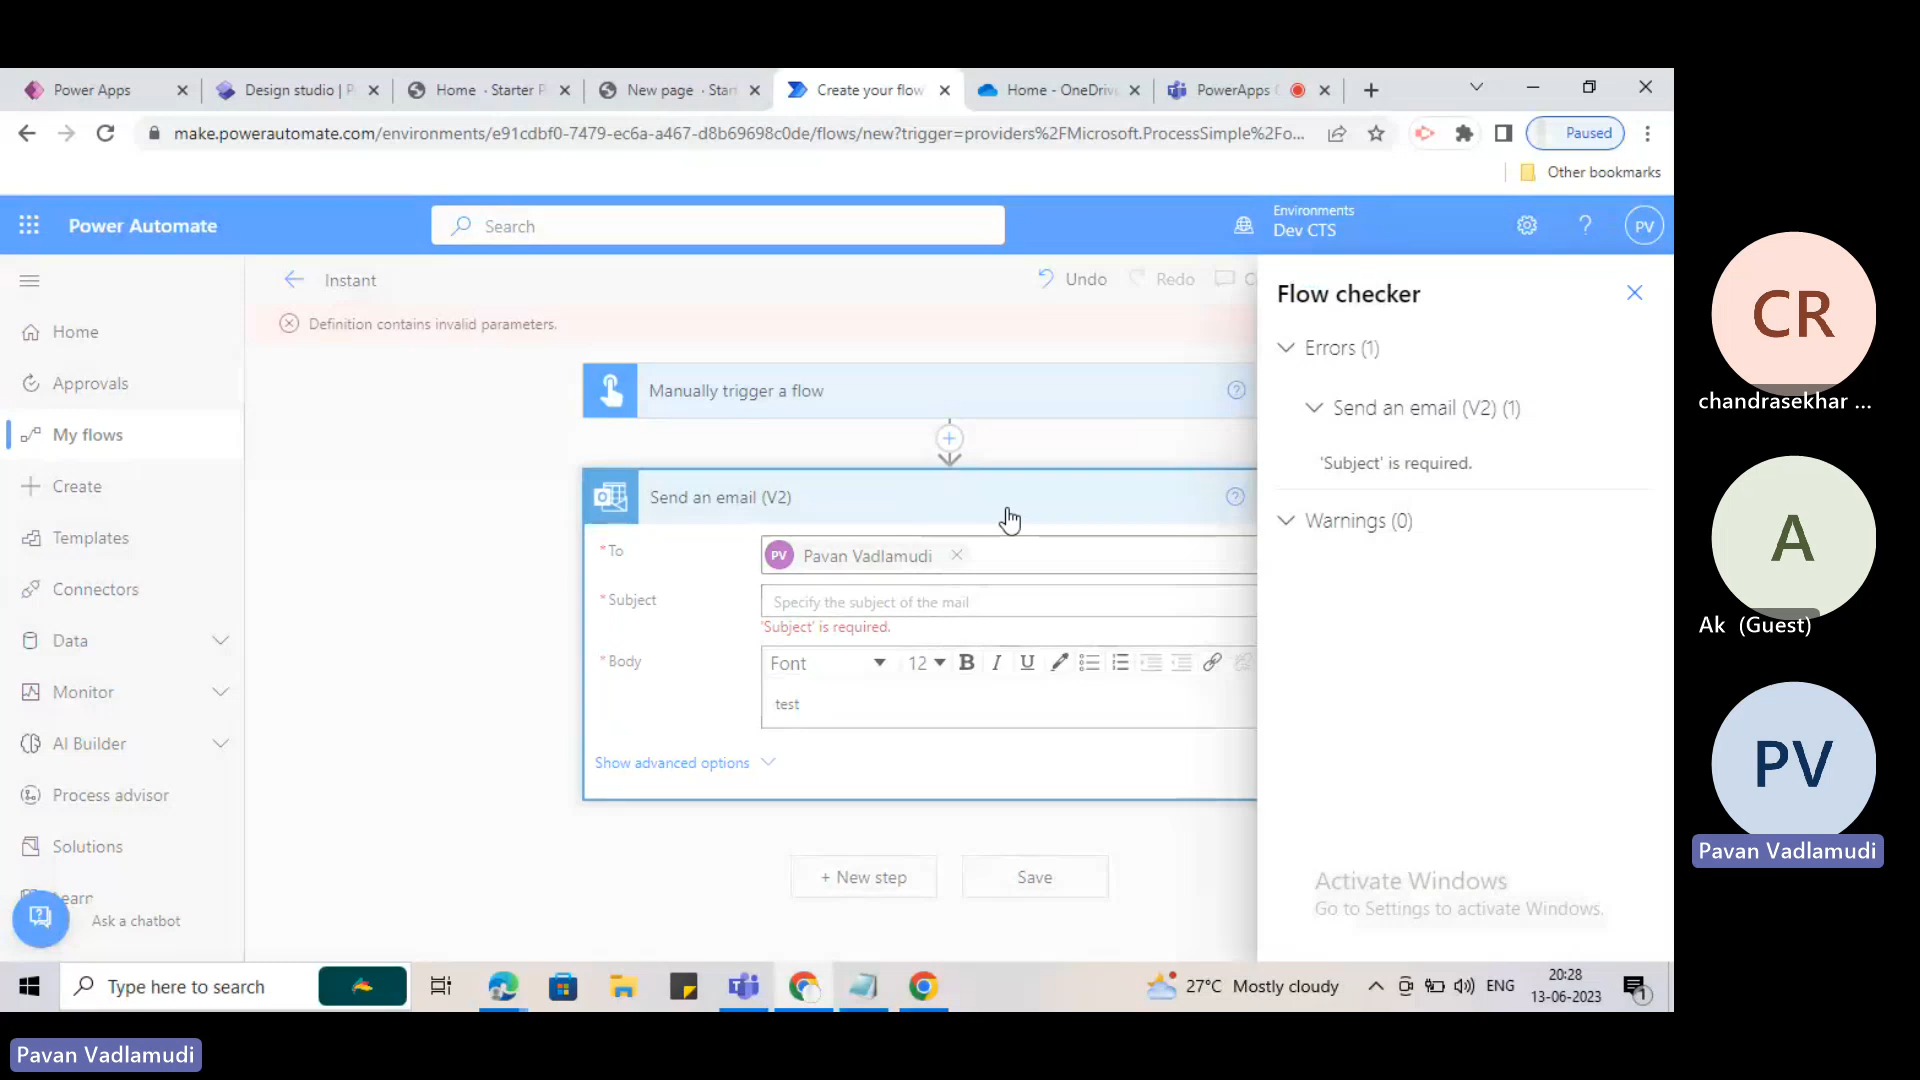 Power Apps
Design studio | P
Home - Starter P
New page - Star
Create your flow
Home - OneDrive
PowerApps
make.powerautomate.com/environments/e91cdbf0-7479-ec6a-a467-d8b69698c0de/flows/new?trigger=providers%2FMicrosoft.ProcessSimple%2Fo...
Paused
Other bookmarks
Power Automate
Search
Environments
Dev CTS
PV
Instant
Undo
Redo
Definition contains invalid parameters.
Home
Approvals
My flows
Create
Templates
Connectors
Data
Monitor
AI Builder
Process advisor
Solutions
Learn
Ask a chatbot
Manually trigger a flow
Send an email (V2)
*To
PV Pavan Vadlamudi
*Subject
Specify the subject of the mail
'Subject' is required.
*Body
Font
12
B I U
test
Show advanced options
+ New step
Save
Flow checker
Errors (1)
Send an email (V2) (1)
'Subject' is required.
Warnings (0)
Activate Windows
Go to Settings to activate Windows.
Type here to search
27°C Mostly cloudy
ENG
20:28
13-06-2023
1
CR
chandrasekhar ...
A
Ak (Guest)
PV
Pavan Vadlamudi
Pavan Vadlamudi